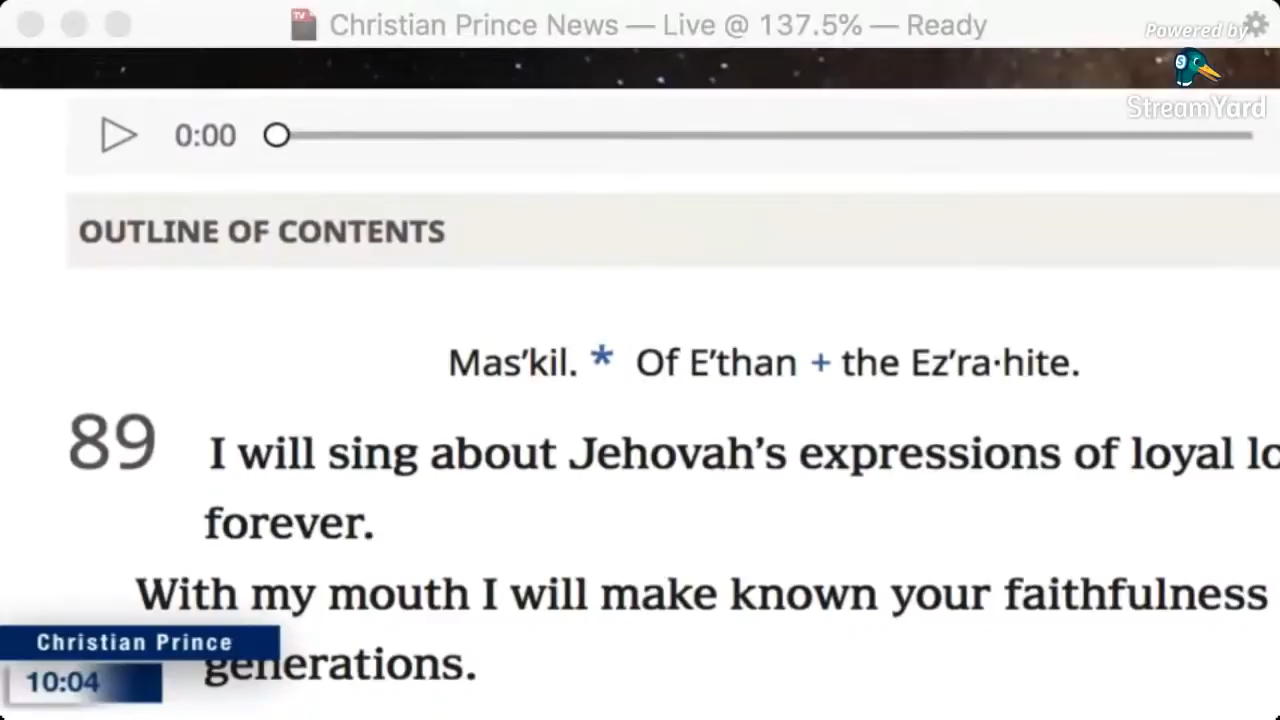 Christian Prince News — Live @ 137.5% — Ready
Powered by
StreamYard
0:00
OUTLINE OF CONTENTS
Mas′kil. * Of E′than + the Ez′ra·hite.
89 I will sing about Jehovah’s expressions of loyal lo
forever.
With my mouth I will make known your faithfulness
generations.
Christian Prince
10:04